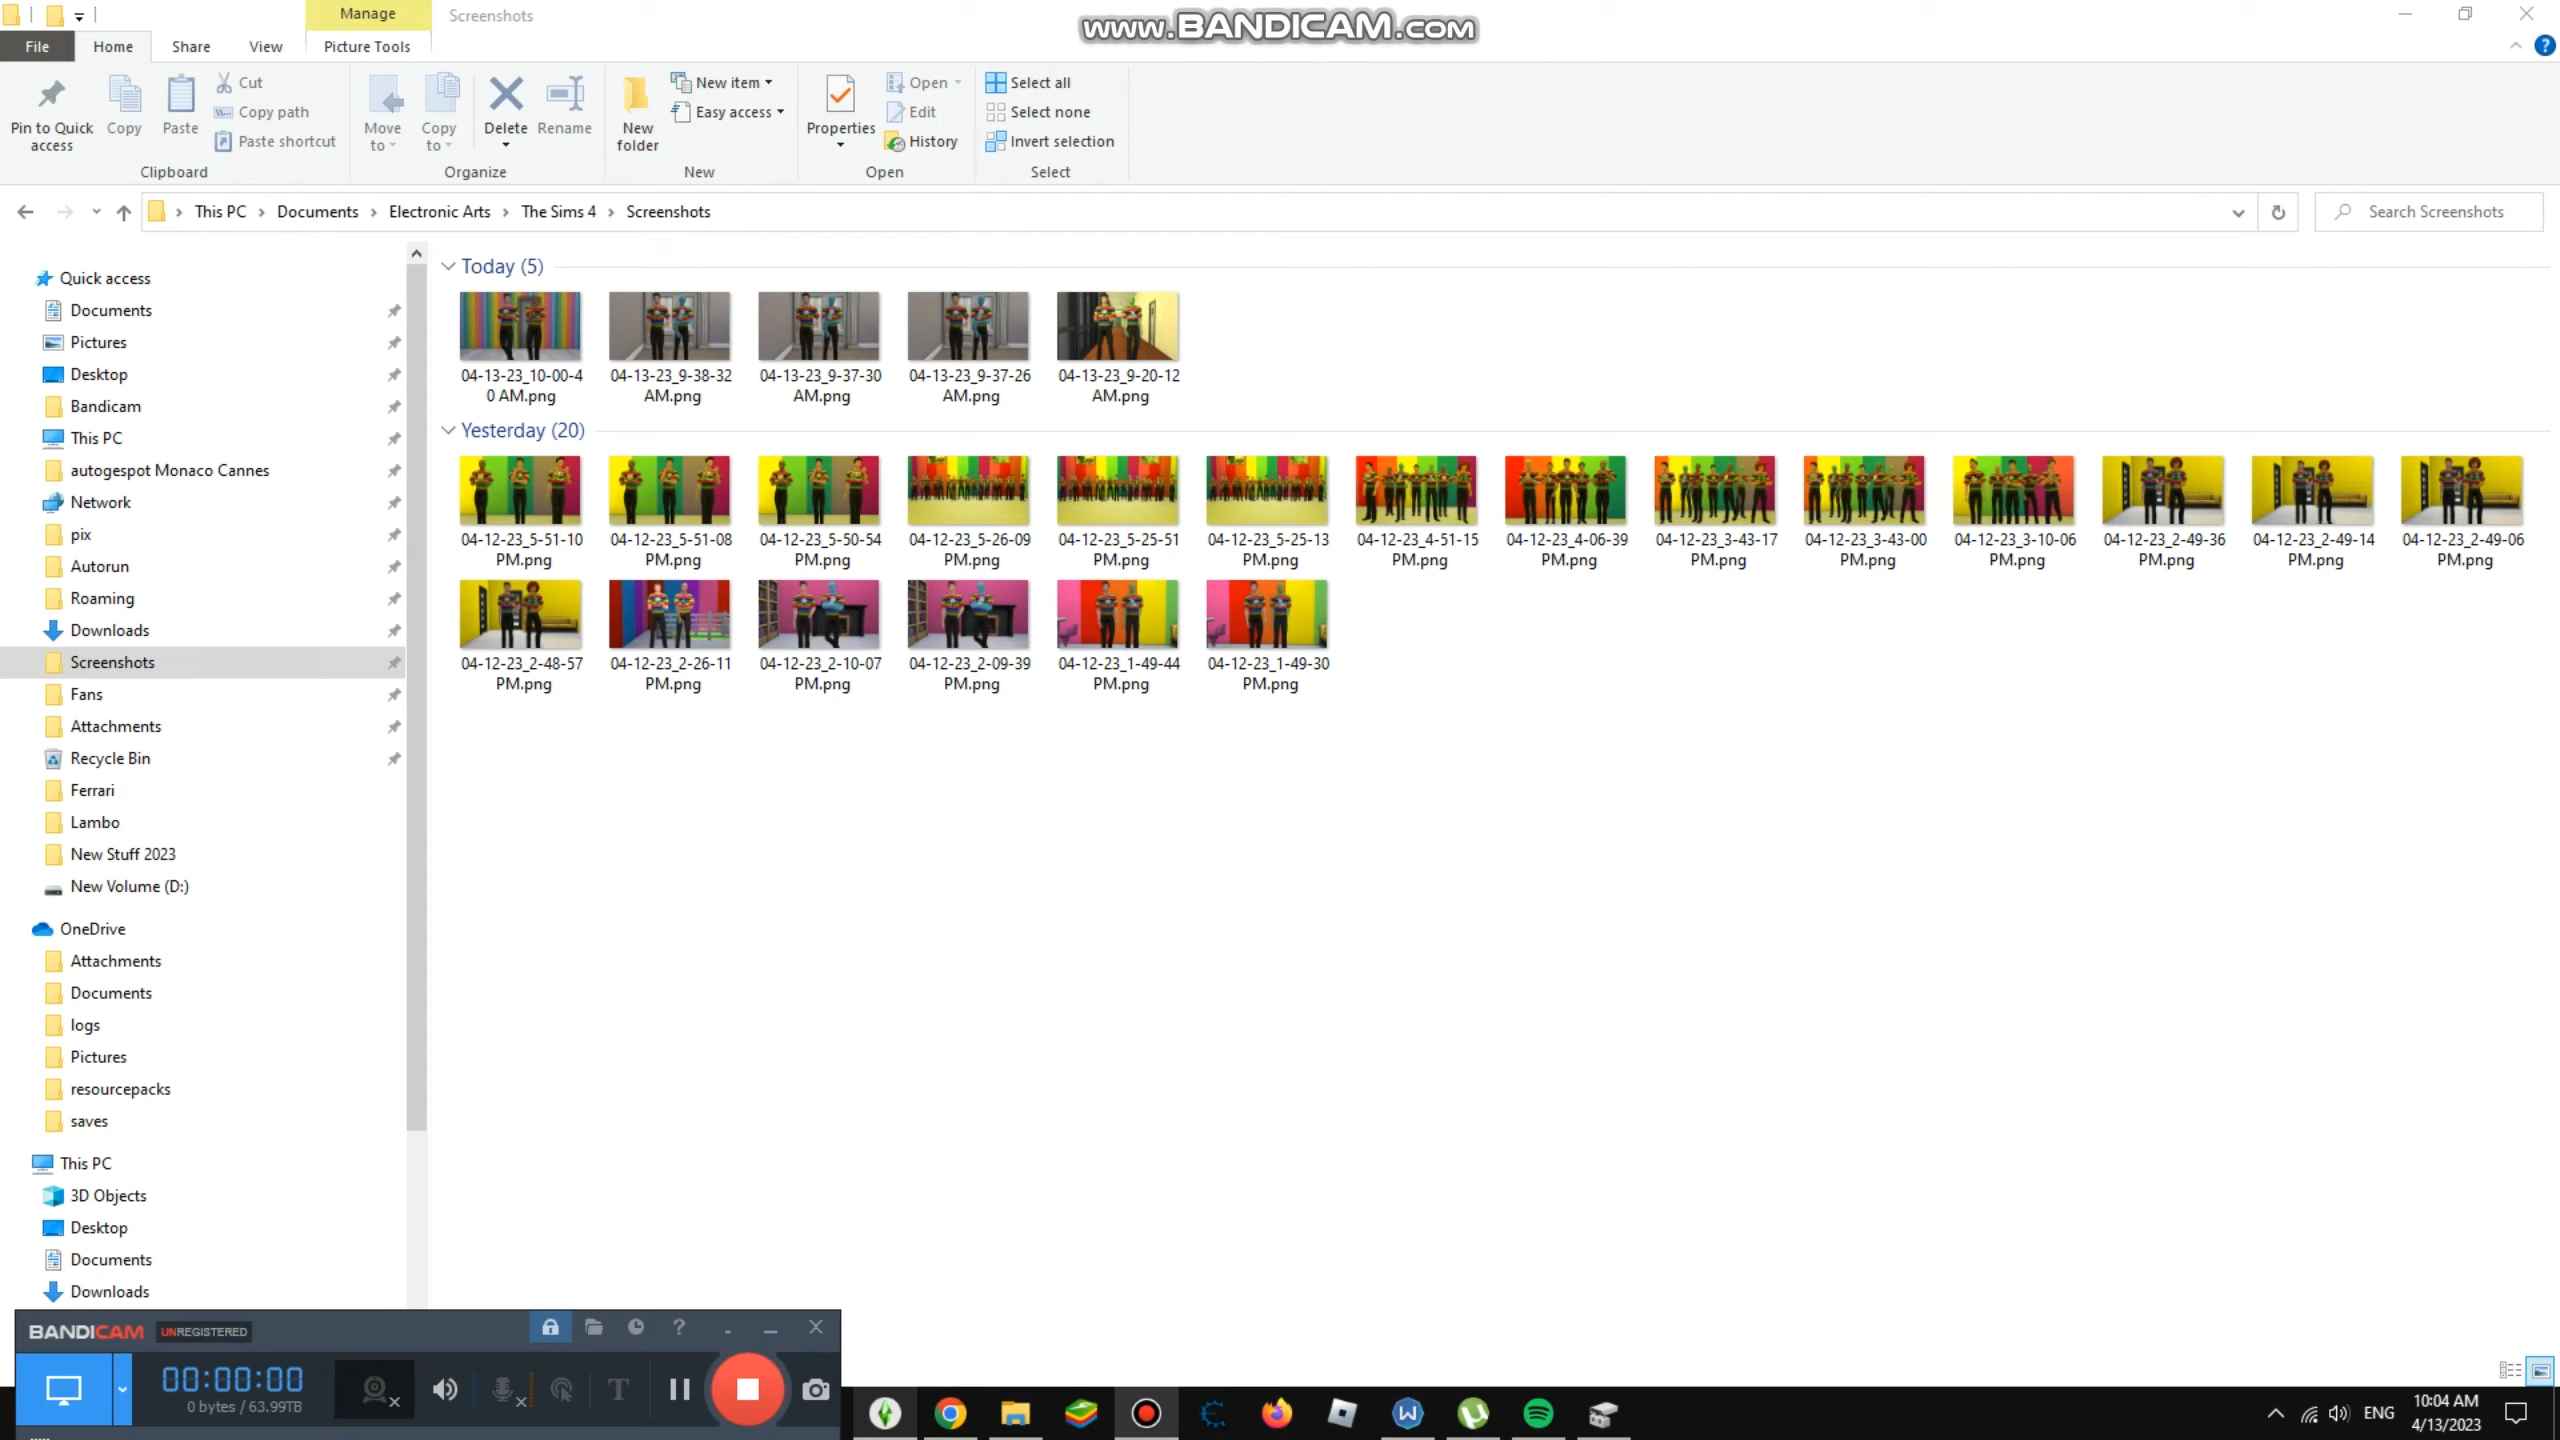 Manage
Screenshots
www.BANDICAM.com
File
Home
Share
View
Picture Tools
Pin to Quick access
Copy
Paste
Cut
Copy path
Paste shortcut
Move to
Copy to
Delete
Rename
New folder
New item
Easy access
Properties
Open
Edit
History
Select all
Select none
Invert selection
Clipboard
Organize
New
Open
Select
This PC
Documents
Electronic Arts
The Sims 4
Screenshots
Search Screenshots
Quick access
Documents
Pictures
Desktop
Bandicam
This PC
autogespot Monaco Cannes
Network
pix
Autorun
Roaming
Downloads
Screenshots
Fans
Attachments
Recycle Bin
Ferrari
Lambo
New Stuff 2023
New Volume (D:)
OneDrive
Attachments
Documents
logs
Pictures
resourcepacks
saves
This PC
3D Objects
Desktop
Documents
Downloads
Today (5)
04-13-23_10-00-40 AM.png
04-13-23_9-38-32 AM.png
04-13-23_9-37-30 AM.png
04-13-23_9-37-26 AM.png
04-13-23_9-20-12 AM.png
Yesterday (20)
04-12-23_5-51-10 PM.png
04-12-23_5-51-08 PM.png
04-12-23_5-50-54 PM.png
04-12-23_5-26-09 PM.png
04-12-23_5-25-51 PM.png
04-12-23_5-25-13 PM.png
04-12-23_4-51-15 PM.png
04-12-23_4-06-39 PM.png
04-12-23_3-43-17 PM.png
04-12-23_3-43-00 PM.png
04-12-23_3-10-06 PM.png
04-12-23_2-49-36 PM.png
04-12-23_2-49-14 PM.png
04-12-23_2-49-06 PM.png
04-12-23_2-48-57 PM.png
04-12-23_2-26-11 PM.png
04-12-23_2-10-07 PM.png
04-12-23_2-09-39 PM.png
04-12-23_1-49-44 PM.png
04-12-23_1-49-30 PM.png
BANDICAM UNREGISTERED
00:00:00
0 bytes / 63.99TB
ENG
10:04 AM
4/13/2023